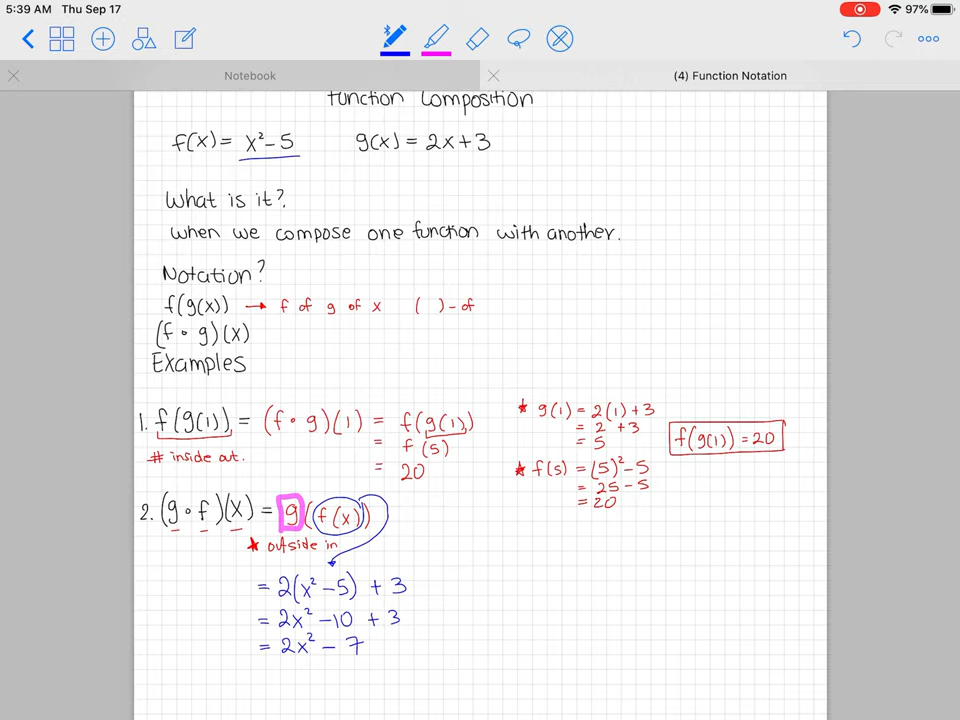 5:39 AM Thu Sep 17
97%
Notebook
(4) Function Notation
Function Composition
f(x) = x² - 5 g(x) = 2x + 3
What is it?
when we compose one function with another.
Notation?
f(g(x)) → f of g of x ( ) - of
(f ∘ g)(x)
Examples
1. f(g(1)) = (f ∘ g)(1) = f(g(1))
= f(5)
= 20
# inside out.
* g(1) = 2(1) + 3
= 2 + 3
= 5
* f(5) = (5)² - 5
= 25 - 5
= 20
f(g(1)) = 20
2. (g ∘ f)(x) = g(f(x))
* outside in
= 2(x² - 5) + 3
= 2x² - 10 + 3
= 2x² - 7